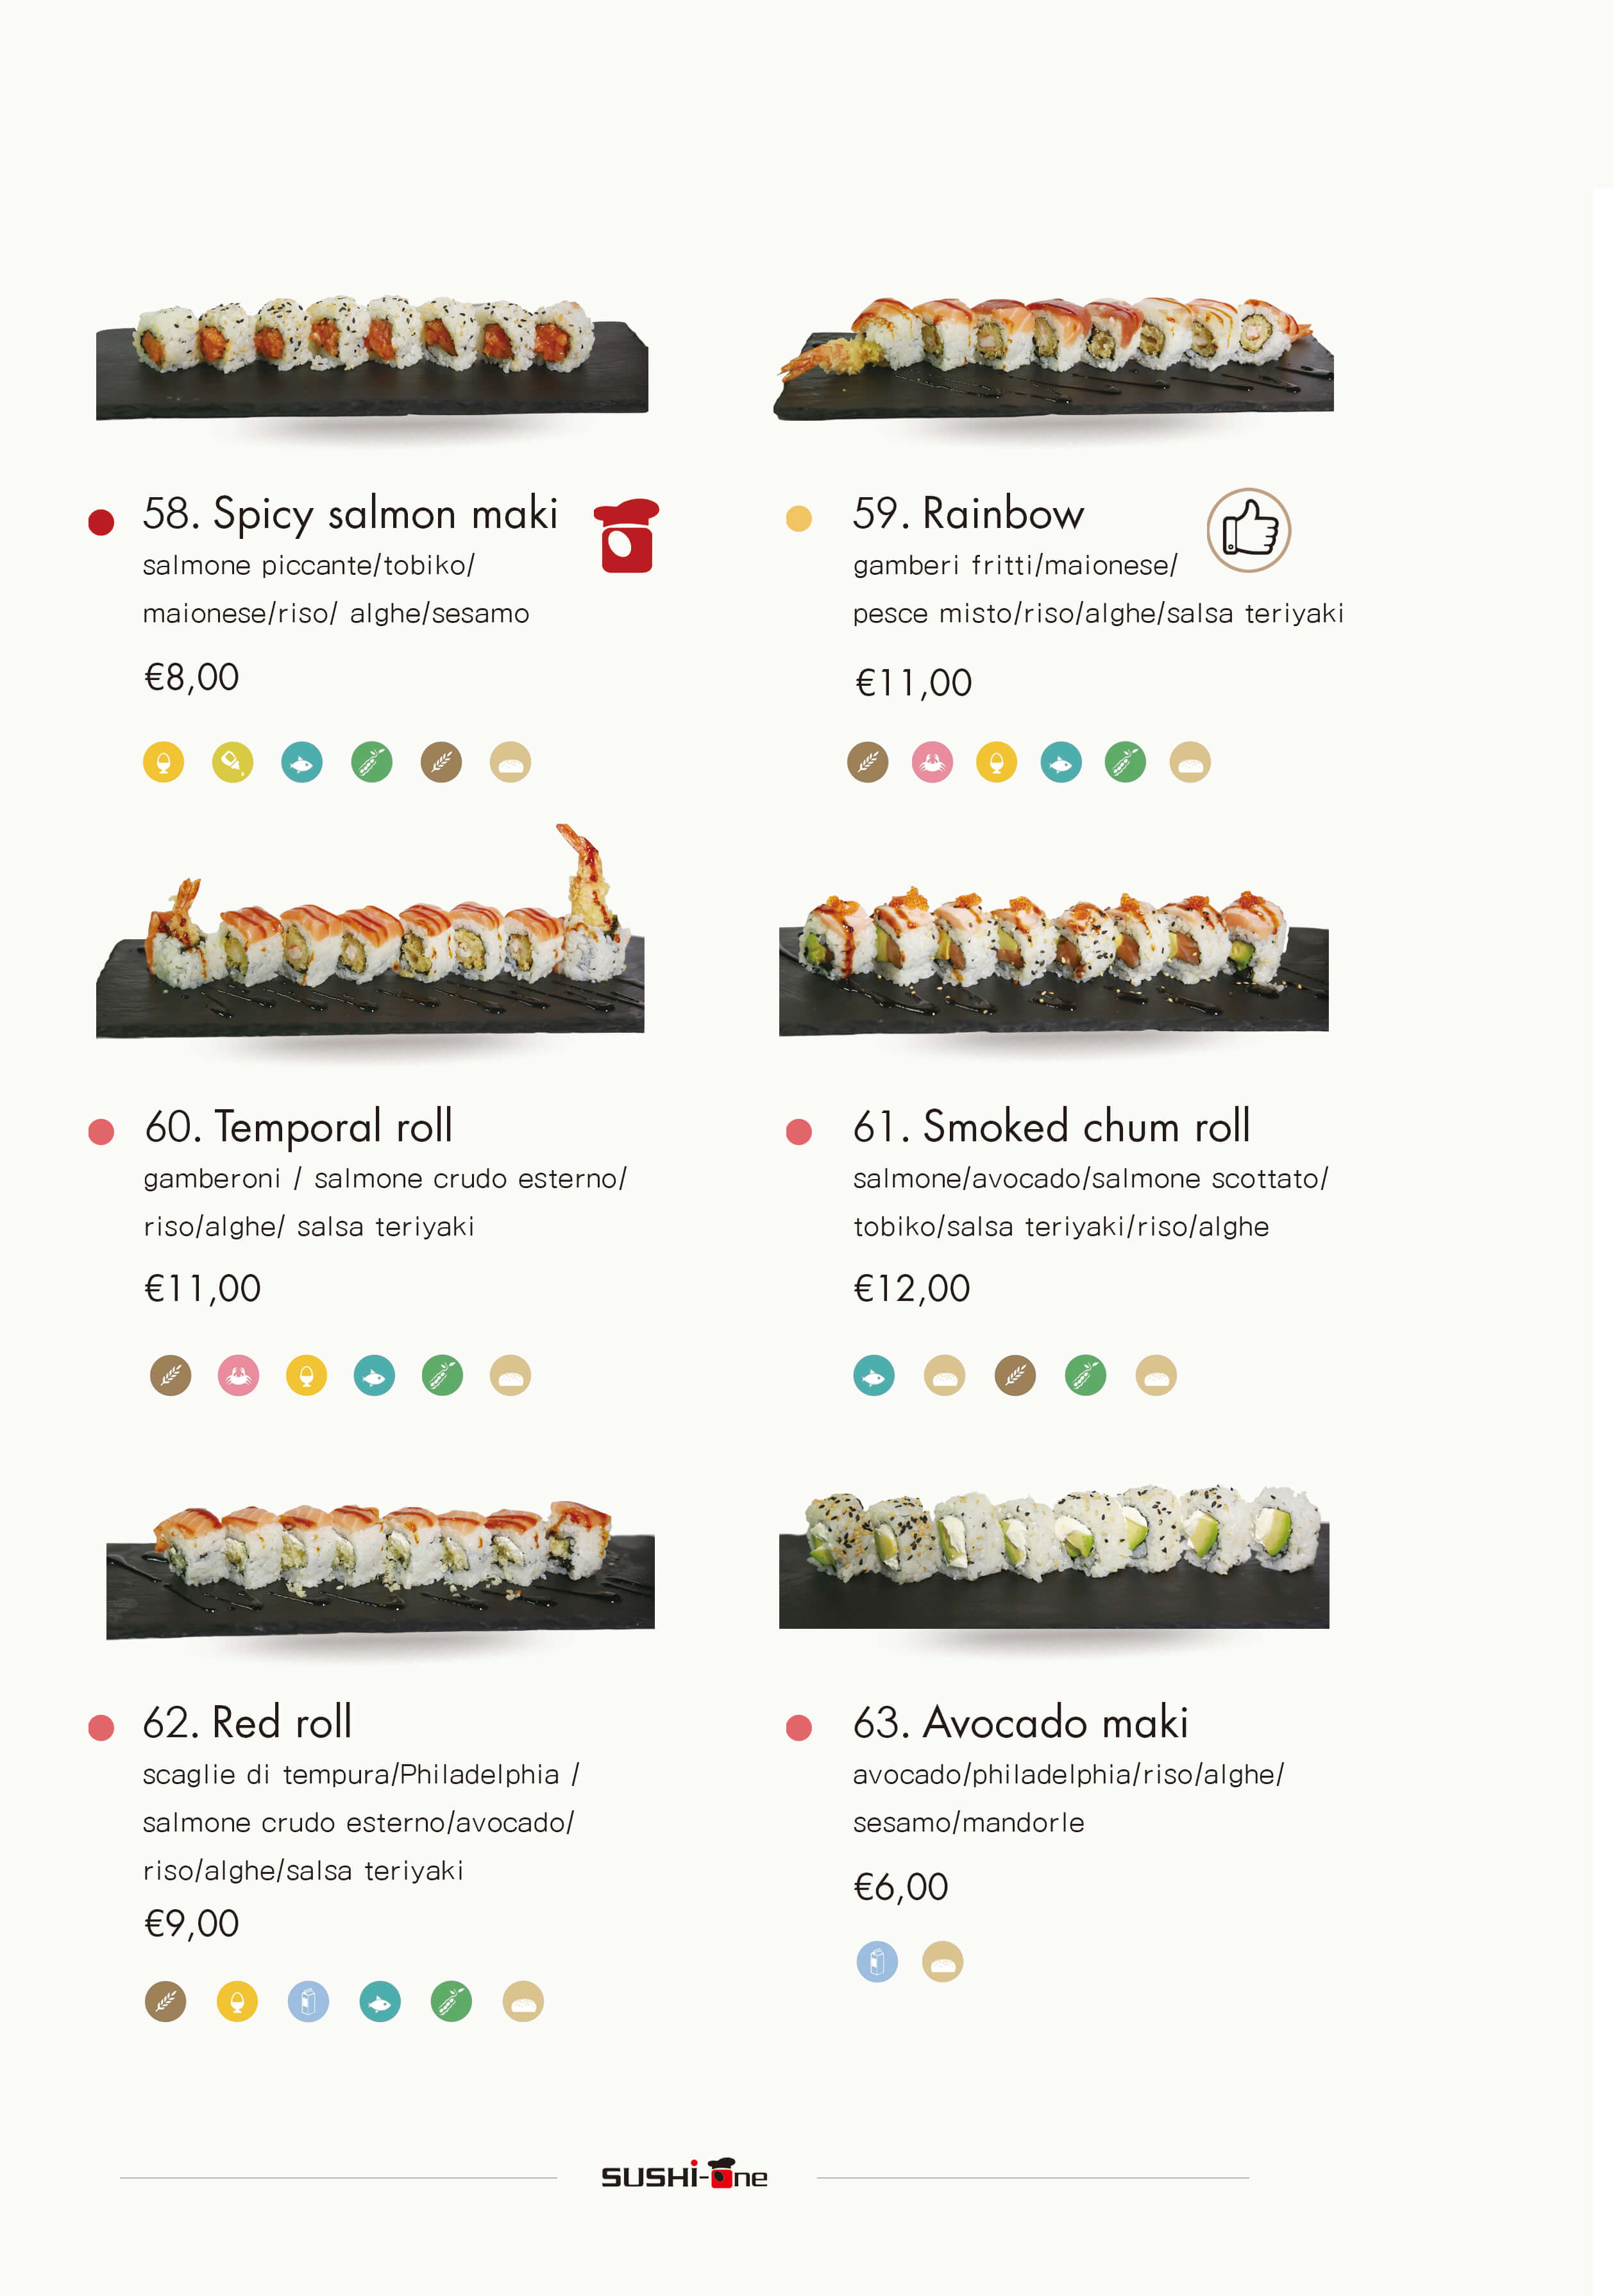 58. Spicy salmon maki
salmone piccante/tobiko/
maionese/riso/ alghe/sesamo
€8,00
59. Rainbow
gamberi fritti/maionese/
pesce misto/riso/alghe/salsa teriyaki
€11,00
60. Temporal roll
gamberoni / salmone crudo esterno/
riso/alghe/ salsa teriyaki
€11,00
61. Smoked chum roll
salmone/avocado/salmone scottato/
tobiko/salsa teriyaki/riso/alghe
€12,00
62. Red roll
scaglie di tempura/Philadelphia /
salmone crudo esterno/avocado/
riso/alghe/salsa teriyaki
€9,00
63. Avocado maki
avocado/philadelphia/riso/alghe/
sesamo/mandorle
€6,00
SUSHi-One